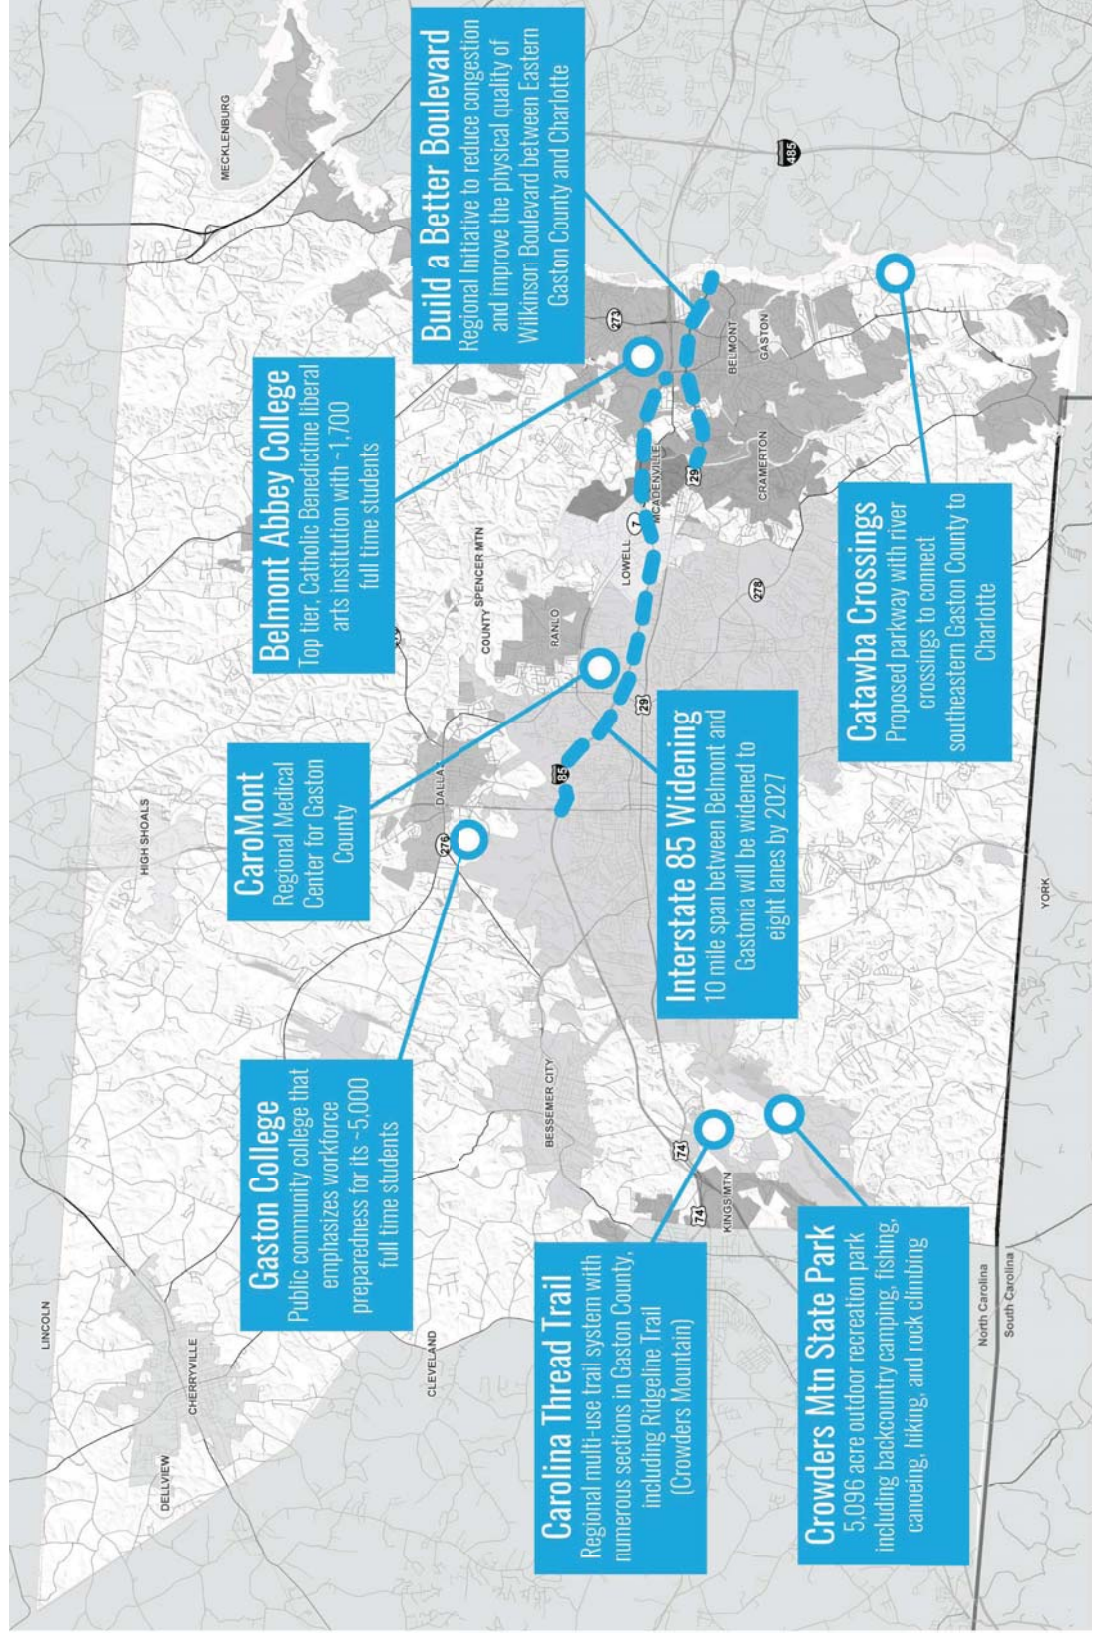 LINCOLN
DELLVIEW
CHERRYVILLE
CLEVELAND
HIGH SHOALS
MECKLENBURG
Gaston College
Public community college that
emphasizes workforce
preparedness for its ~5,000
full time students
CaroMont
Regional Medical
Center for Gaston
County
Belmont Abbey College
Top tier, Catholic Benedictine liberal
arts institution with ~1,700
full time students
Build a Better Boulevard
Regional Initiative to reduce congestion
and improve the physical quality of
Wilkinsor Boulevard between Eastern
Gaston County and Charlotte
276
DALLAS
COUNTY SPENCER MTN
RANLO
BESSEMER CITY
85
LOWELL
7
MCADENVILLE
273
29
29
BELMONT
GASTON
CRAMERTON
278
485
74
74
KINGS MTN
Carolina Thread Trail
Regional multi-use trail system with
numerous sections in Gaston County,
including Ridgeline Trail
(Crowders Mountain)
Interstate 85 Widening
10 mile span between Belmont and
Gastonia will be widened to
eight lanes by 2027
Crowders Mtn State Park
5,096 acre outdoor recreation park
including backcountry camping, fishing,
canoeing, hiking, and rock climbing
Catawba Crossings
Proposed parkway with river
crossings to connect
southeastern Gaston County to
Charlotte
North Carolina
South Carolina
YORK